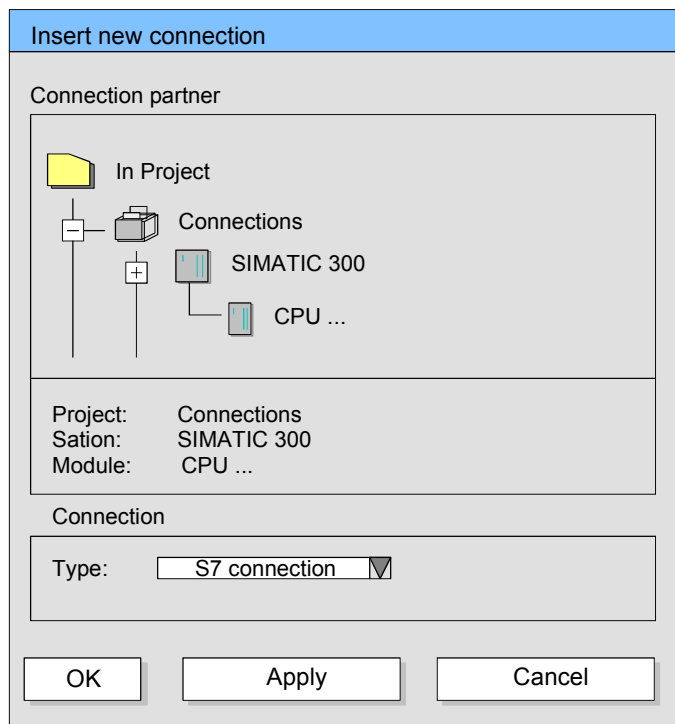 Insert new connection
Connection partner
In Project
Connections
SIMATIC 300
CPU ...
Project: Connections
Sation: SIMATIC 300
Module: CPU ...
Connection
Type: S7 connection
OK Apply Cancel